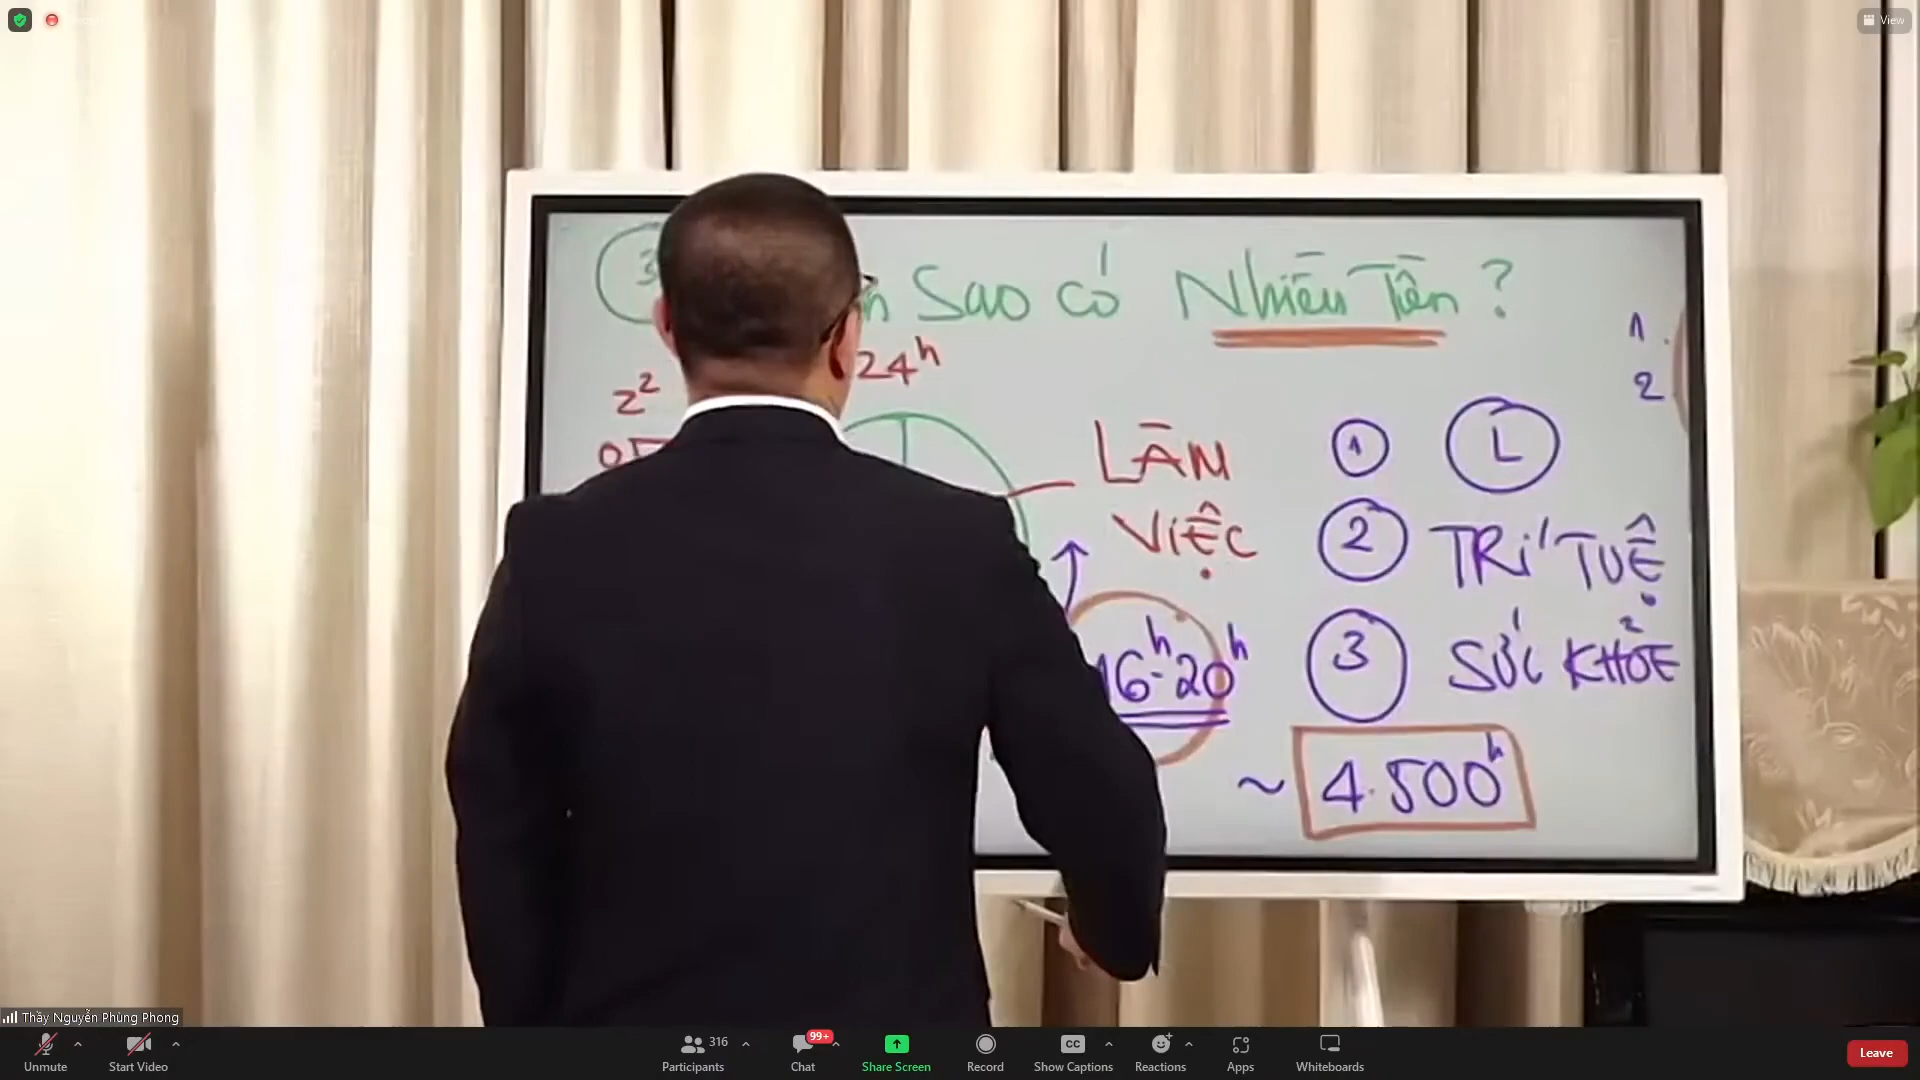 View
3
Sao có Nhiều Tiền ?
24h
z²
1.
2
LÀM
VIỆC
1 L
2 TRÍ TUỆ
3 SỨC KHỎE
16h-20h
~ 4.500h
Thầy Nguyễn Phùng Phong
Unmute
Start Video
316
Participants
99+
Chat
Share Screen
Record
CC
Show Captions
Reactions
Apps
Whiteboards
Leave